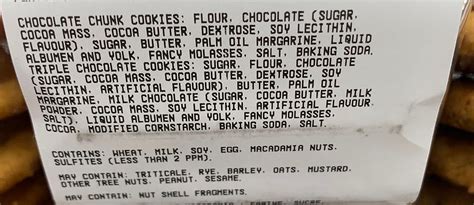 CHOCOLATE CHUNK COOKIES: FLOUR, CHOCOLATE (SUGAR,
COCOA MASS, COCOA BUTTER, DEXTROSE, SOY LECITHIN,
FLAVOUR), SUGAR, BUTTER, PALM OIL MARGARINE, LIQUID
ALBUMEN AND YOLK, FANCY MOLASSES, SALT, BAKING SODA.
TRIPLE CHOCOLATE COOKIES: SUGAR, FLOUR, CHOCOLATE
(SUGAR, COCOA MASS, COCOA BUTTER, DEXTROSE, SOY
LECITHIN, ARTIFICIAL FLAVOUR), BUTTER, PALM OIL
MARGARINE, MILK CHOCOLATE (SUGAR, COCOA BUTTER, MILK
POWDER, COCOA MASS, SOY LECITHIN, ARTIFICIAL FLAVOUR,
SALT), LIQUID ALBUMEN AND YOLK, FANCY MOLASSES,
COCOA, MODIFIED CORNSTARCH, BAKING SODA, SALT.
CONTAINS: WHEAT, MILK, SOY, EGG, MACADAMIA NUTS,
SULFITES (LESS THAN 2 PPM).
MAY CONTAIN: TRITICALE, RYE, BARLEY, OATS, MUSTARD,
OTHER TREE NUTS, PEANUT, SESAME.
MAY CONTAIN: NUT SHELL FRAGMENTS.